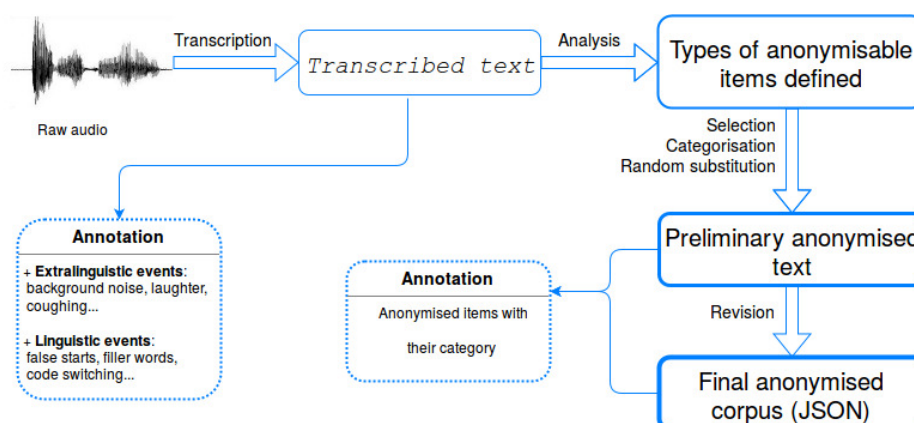 Transcription
Transcribed text
Analysis
Types of anonymisable
items defined
Raw audio
Selection
Categorisation
Random substitution
Annotation
+ Extralinguistic events:
background noise, laughter,
coughing...
+ Linguistic events:
false starts, filler words,
code switching...
Preliminary anonymised
text
Annotation
Anonymised items with
their category
Revision
Final anonymised
corpus (JSON)